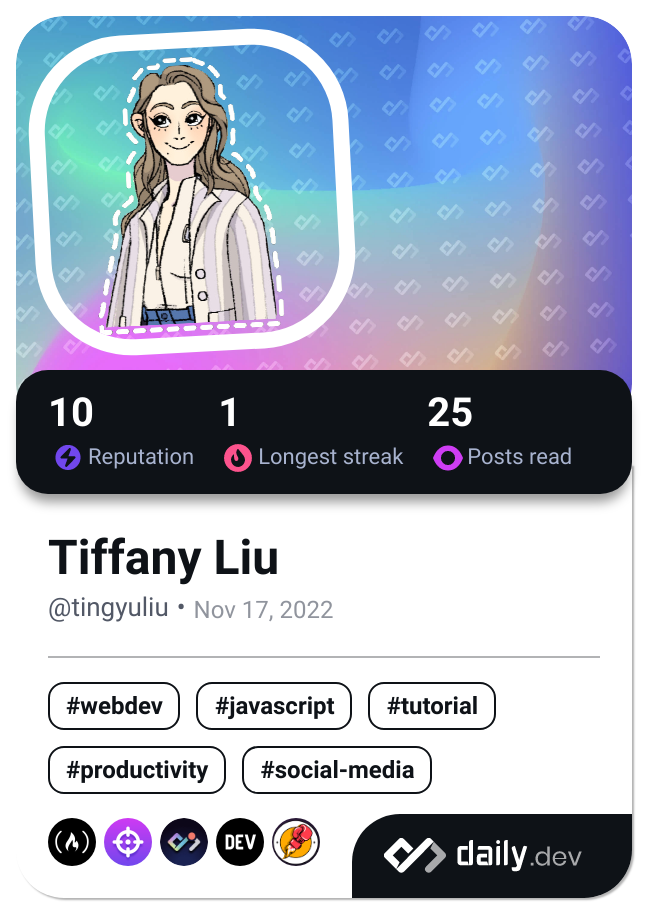 10 1 25
Reputation Longest streak Posts read
Tiffany Liu
@tingyuliu • Nov 17, 2022
#webdev #javascript #tutorial
#productivity #social-media
DEV
daily.dev